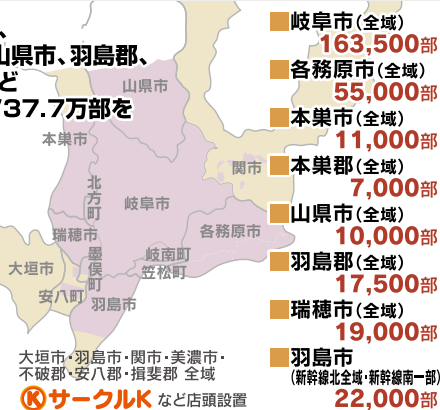 、
山県市、羽島郡、
ど
37.7万部を
山県市
本巣市
関市
北方町
岐阜市
各務原市
瑞穂市
墨俣町
岐南町
笠松町
大垣市
安八町
羽島市
岐阜市(全域)
163,500部
各務原市(全域)
55,000部
本巣市(全域)
11,000部
本巣郡(全域)
7,000部
山県市(全域)
10,000部
羽島郡(全域)
17,500部
瑞穂市(全域)
19,000部
羽島市
(新幹線北全域・新幹線南一部)
22,000部
大垣市・羽島市・関市・美濃市・
不破郡・安八郡・揖斐郡 全域
K サークルK など店頭設置